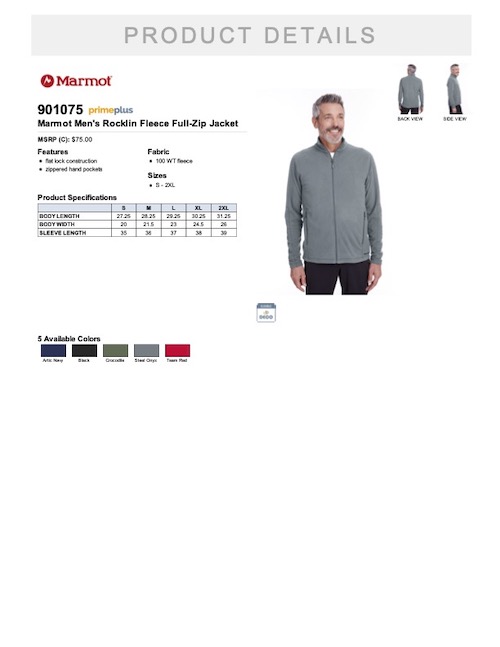 PRODUCT DETAILS
Marmot
901075 primeplus
Marmot Men's Rocklin Fleece Full-Zip Jacket
MSRP (C): $75.00
Features
flat lock construction
zippered hand pockets
Fabric
100 WT fleece
Sizes
S - 2XL
Product Specifications
S M L XL 2XL
BODY LENGTH 27.25 28.25 29.25 30.25 31.25
BODY WIDTH 20 21.5 23 24.5 26
SLEEVE LENGTH 35 36 37 38 39
BACK VIEW SIDE VIEW
5 Available Colors
Artic Navy Black Crocodile Steel Onyx Team Red